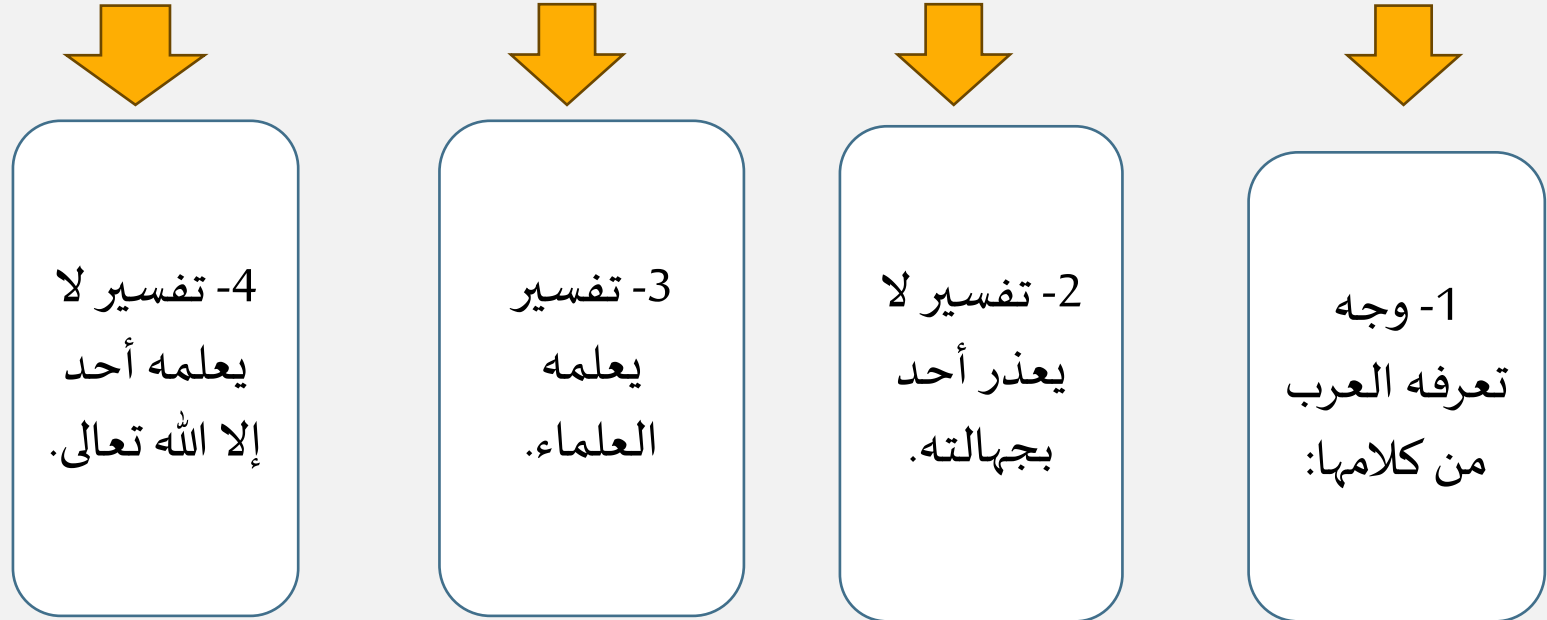 1- وجه
تعرفه العرب
من كلامها:
2- تفسير لا
يعذر أحد
بجهالته.
3- تفسير
يعلمه
العلماء.
4- تفسير لا
يعلمه أحد
إلا الله تعالى.